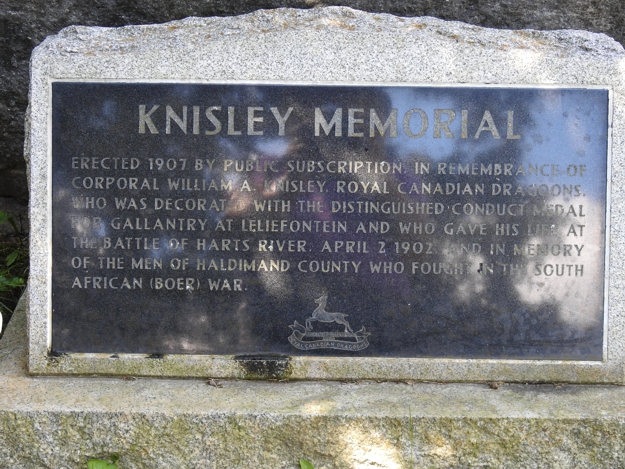 KNISLEY MEMORIAL
ERECTED 1907 BY PUBLIC SUBSCRIPTION, IN REMEMBRANCE OF
CORPORAL WILLIAM A. KNISLEY, ROYAL CANADIAN DRAGOONS,
WHO WAS DECORATED WITH THE DISTINGUISHED CONDUCT MEDAL
FOR GALLANTRY AT LELIEFONTEIN AND WHO GAVE HIS LIFE AT
THE BATTLE OF HARTS RIVER, APRIL 2 1902, AND IN MEMORY
OF THE MEN OF HALDIMAND COUNTY WHO FOUGHT IN THE SOUTH
AFRICAN (BOER) WAR.
ROYAL CANADIAN DRAGOONS